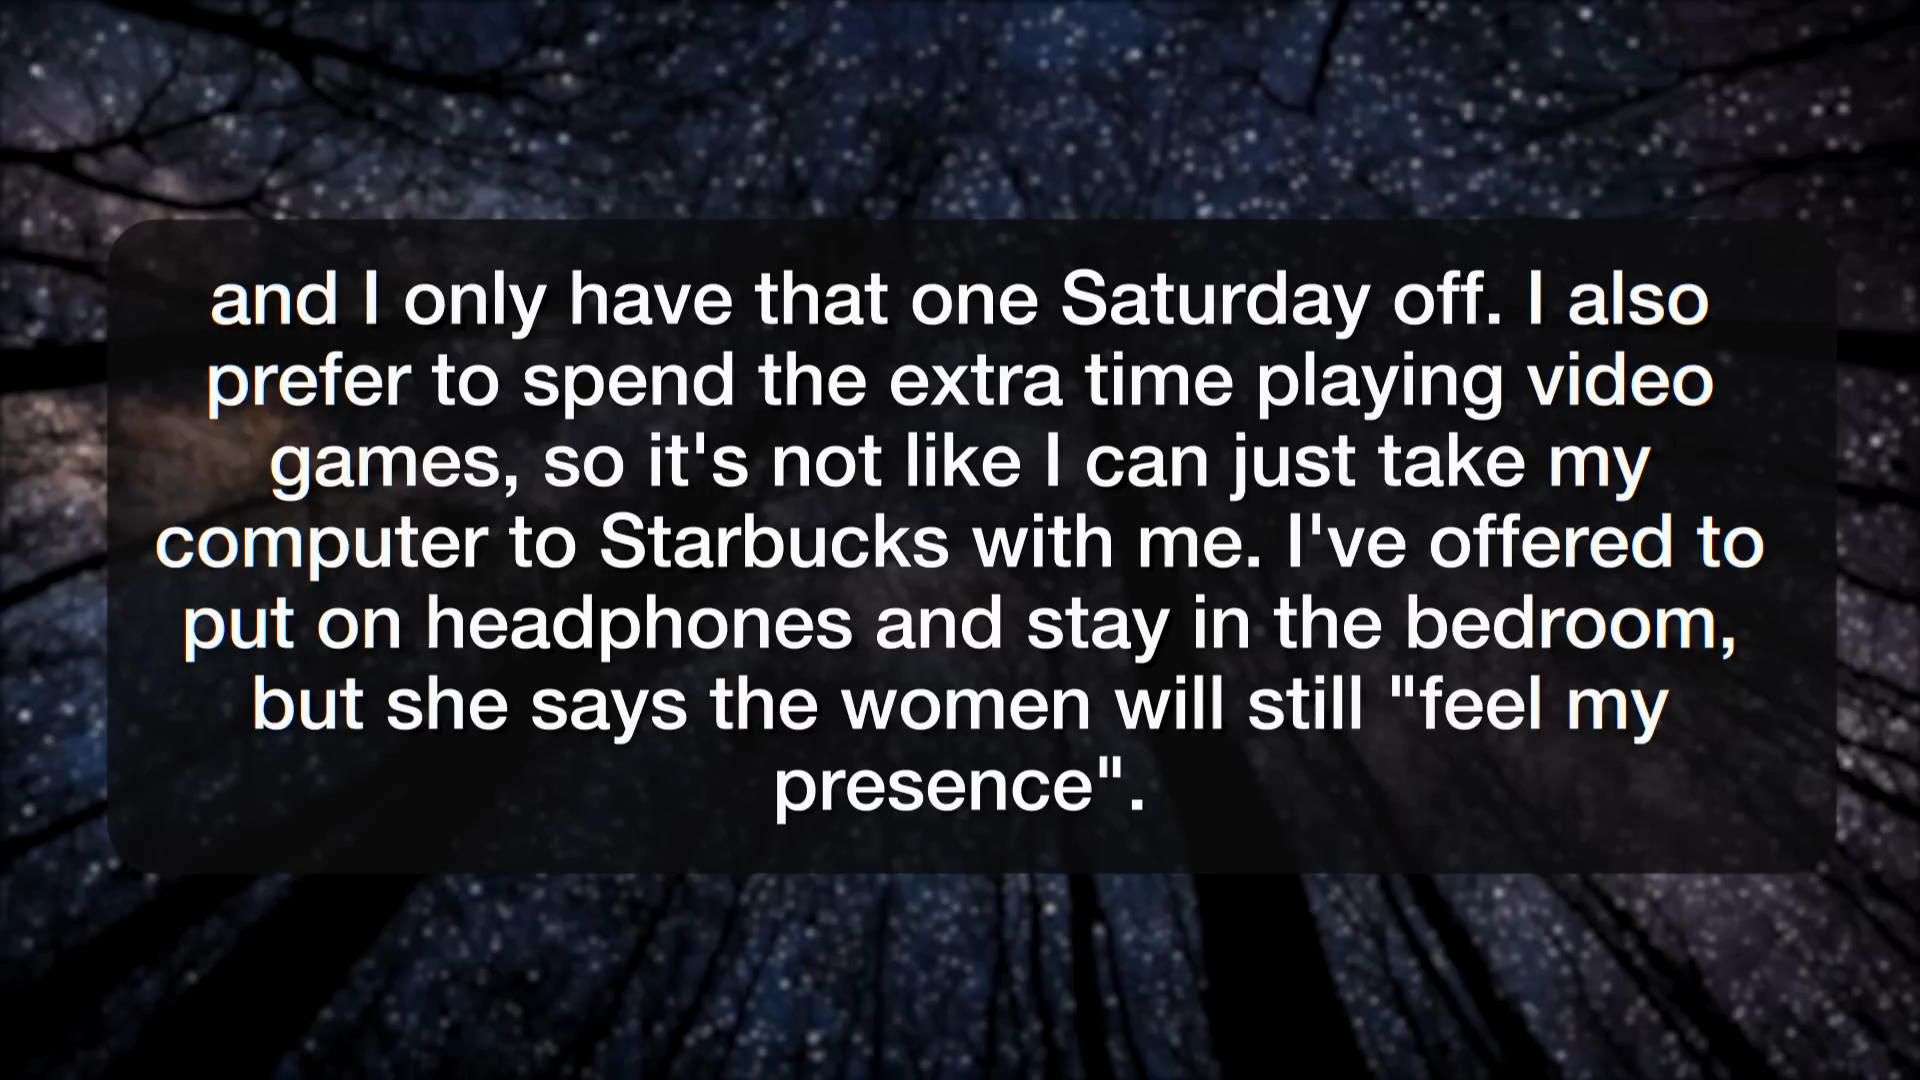 and I only have that one Saturday off. I also
prefer to spend the extra time playing video
games, so it's not like I can just take my
computer to Starbucks with me. I've offered to
put on headphones and stay in the bedroom,
but she says the women will still "feel my
presence".